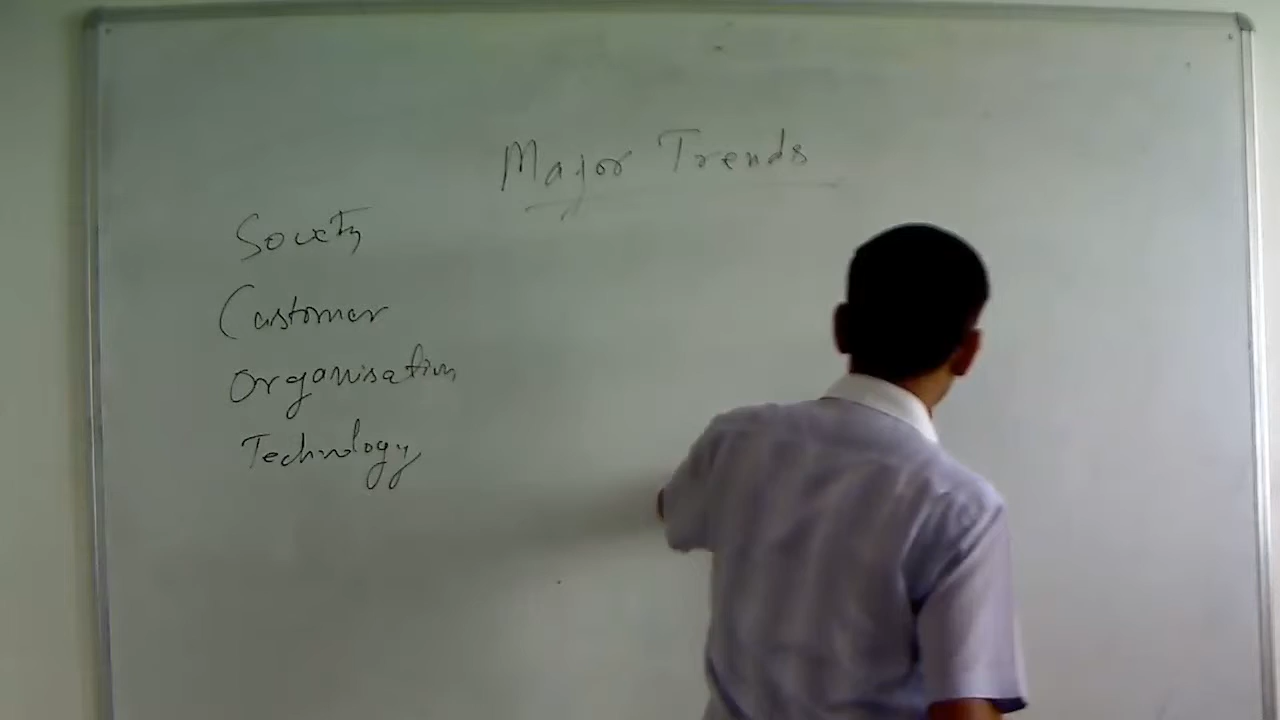 Major Trends
Society
Customer
Organisation
Technology